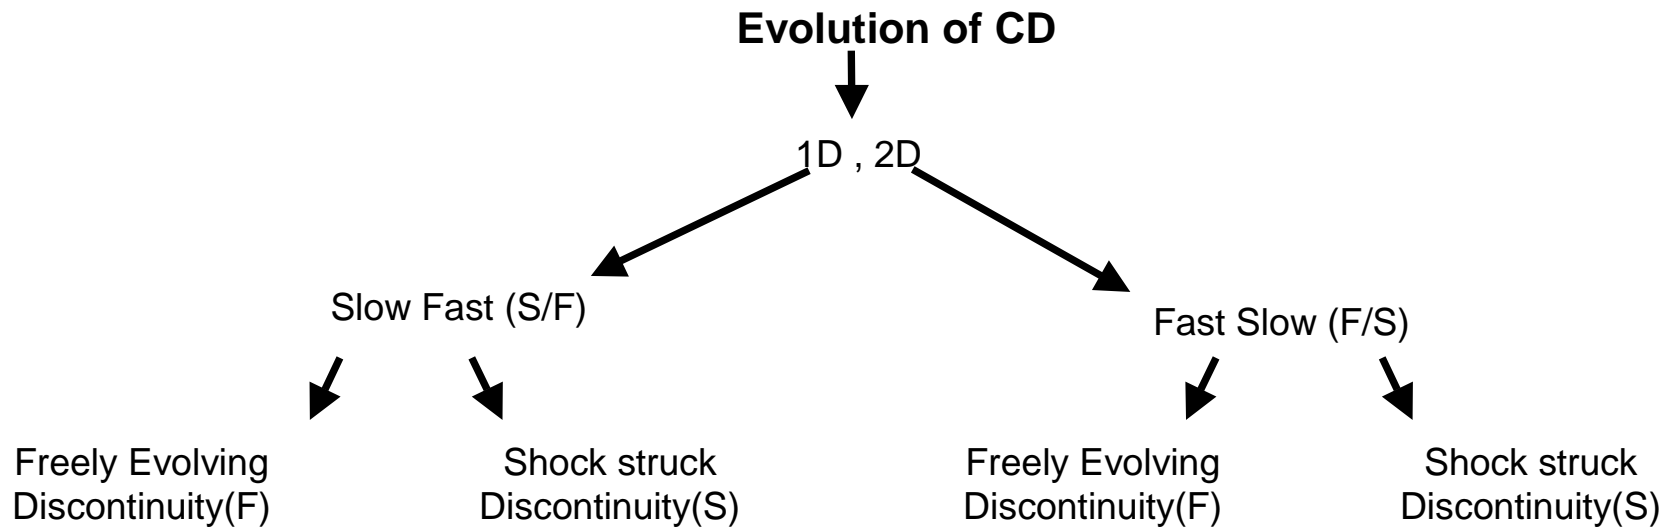 Evolution of CD
1D , 2D
Slow Fast (S/F)
Fast Slow (F/S)
Freely Evolving
Discontinuity(F)
Shock struck
Discontinuity(S)
Freely Evolving
Discontinuity(F)
Shock struck
Discontinuity(S)